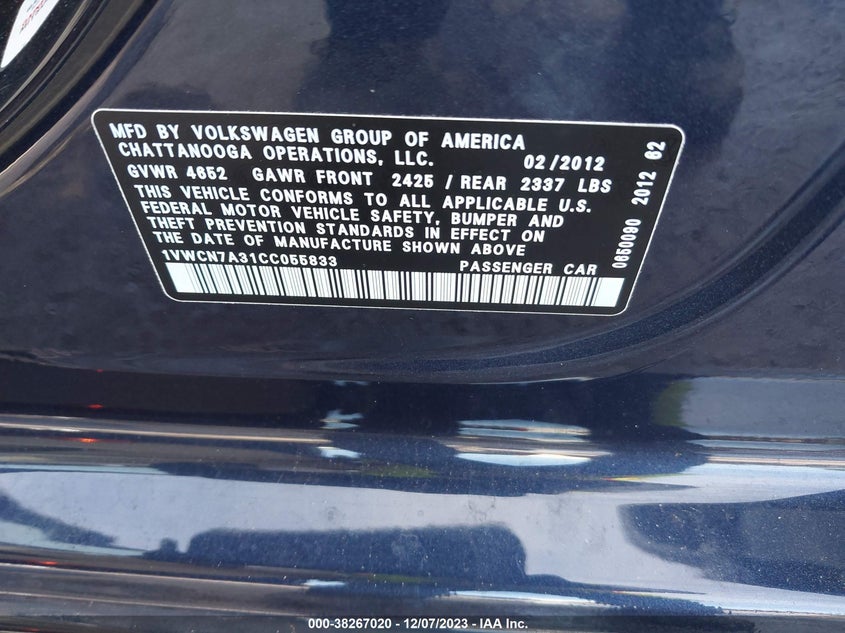 MFD BY VOLKSWAGEN GROUP OF AMERICA
CHATTANOOGA OPERATIONS, LLC. 02/2012
GVWR 4652 GAWR FRONT 2425 / REAR 2337 LBS
THIS VEHICLE CONFORMS TO ALL APPLICABLE U.S.
FEDERAL MOTOR VEHICLE SAFETY, BUMPER AND
THEFT PREVENTION STANDARDS IN EFFECT ON
THE DATE OF MANUFACTURE SHOWN ABOVE
1VWCN7A31CC055833 PASSENGER CAR
0650090 2012 62
000-38267020 - 12/07/2023 - IAA Inc.